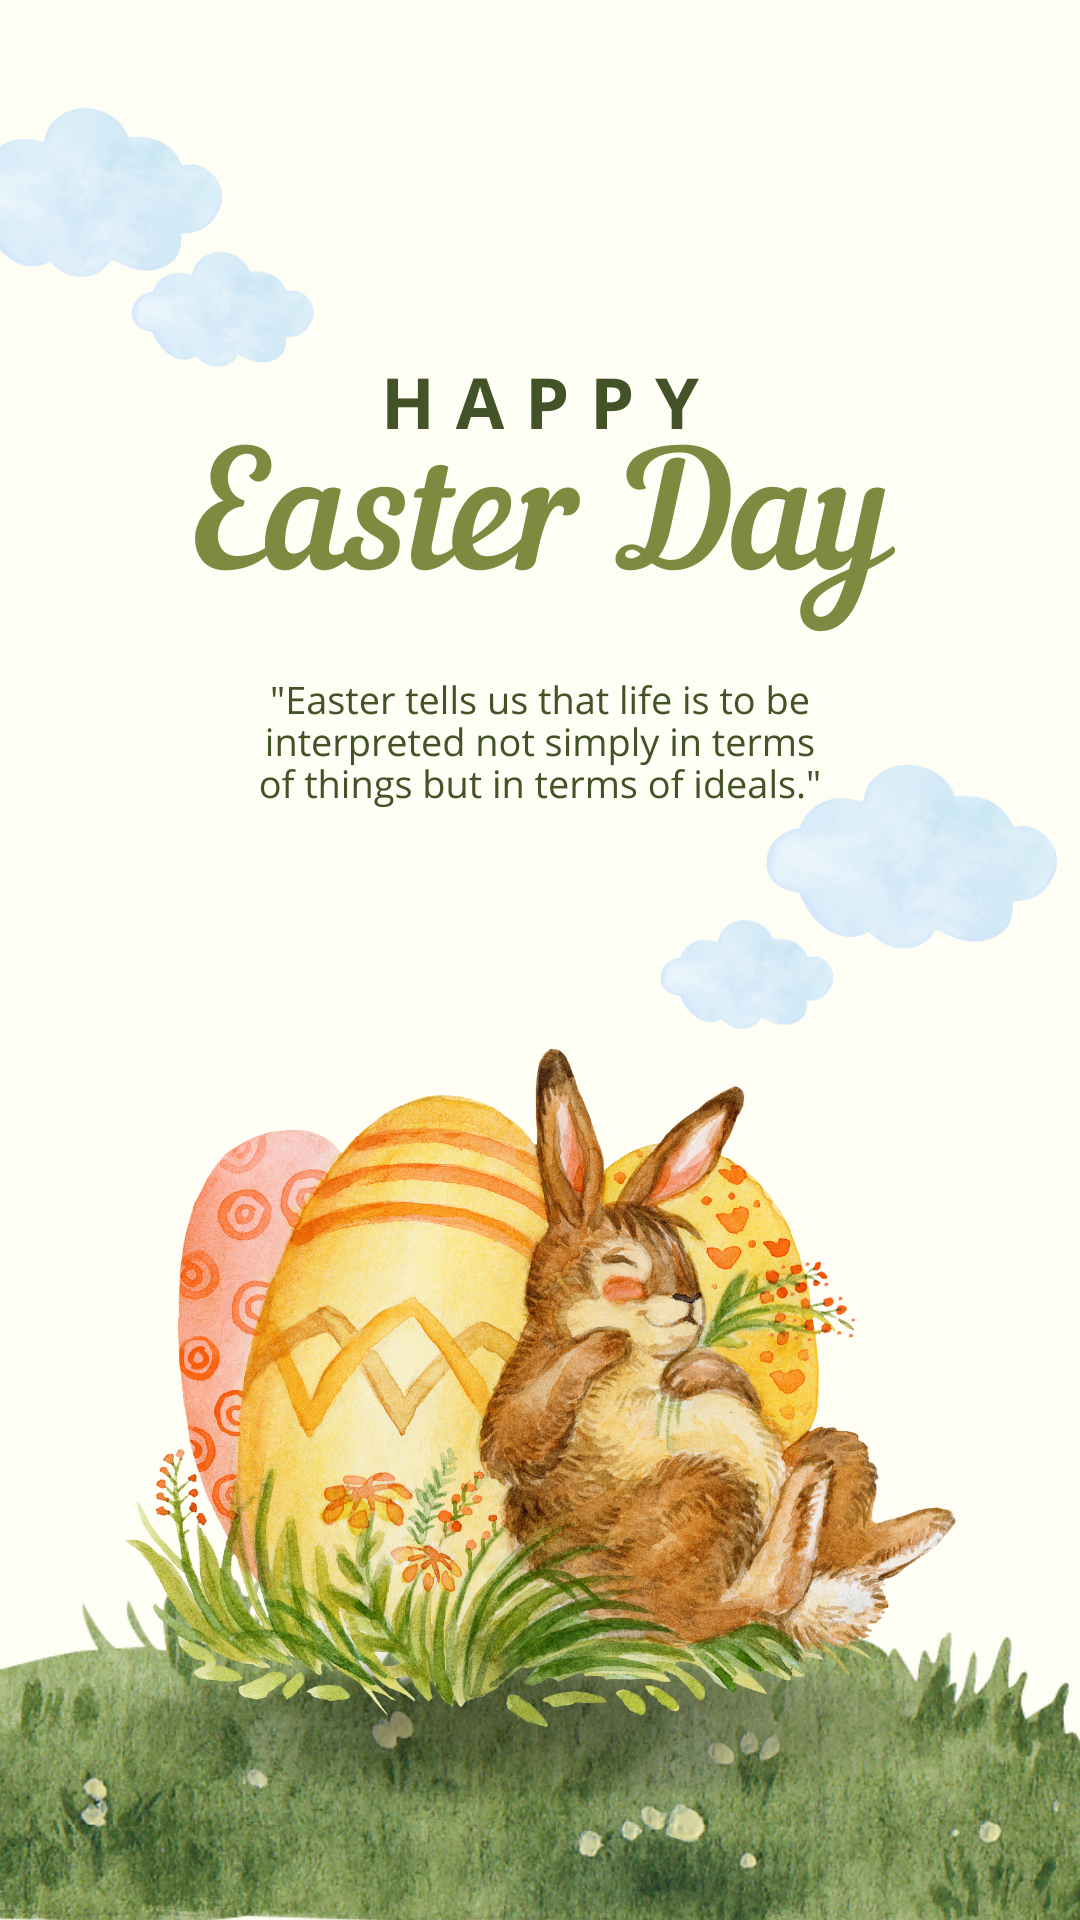 HAPPY
Easter Day
"Easter tells us that life is to be
interpreted not simply in terms
of things but in terms of ideals."